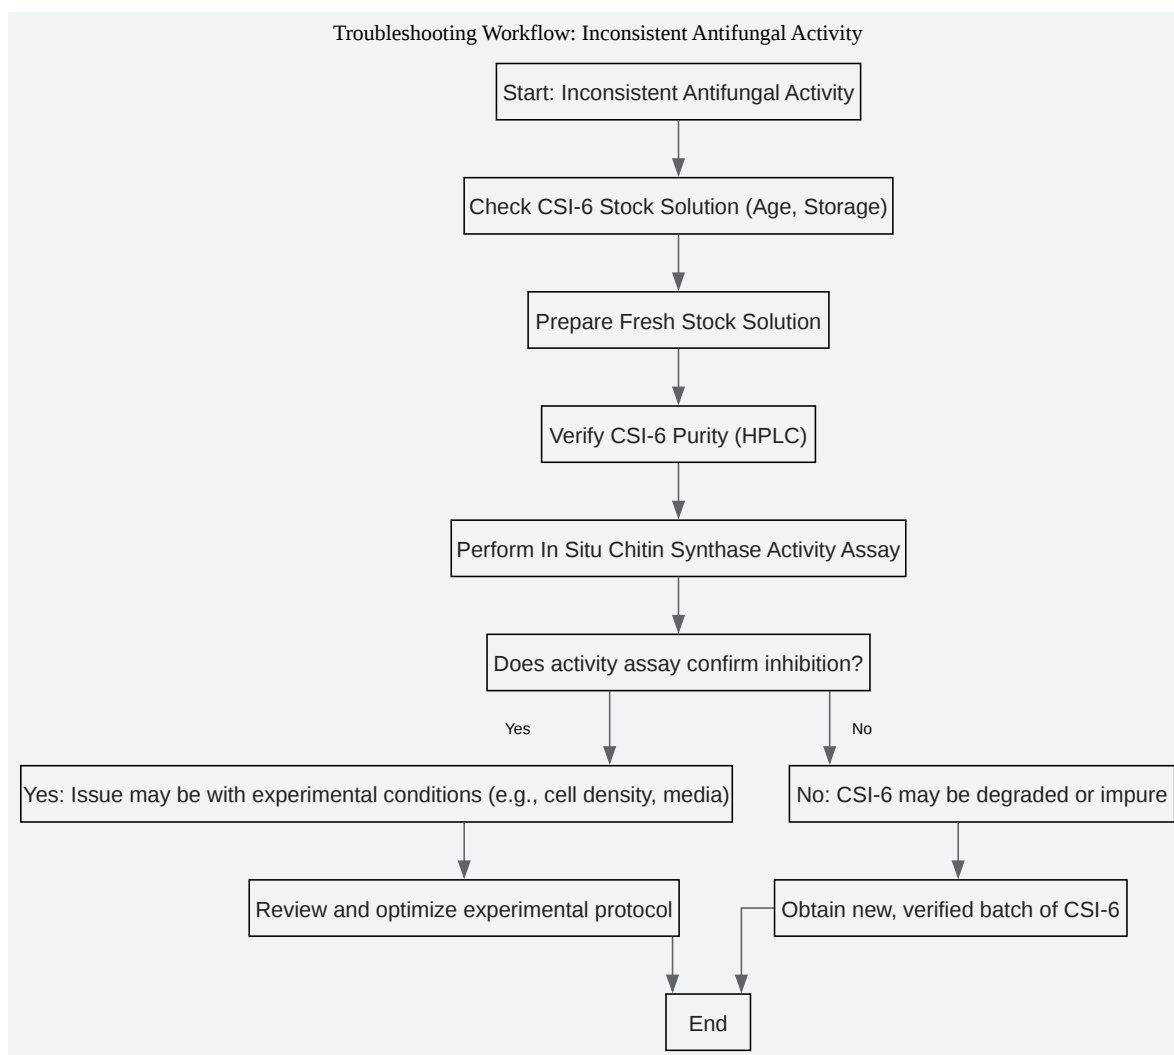 Troubleshooting Workflow: Inconsistent Antifungal Activity
Start: Inconsistent Antifungal Activity
Check CSI-6 Stock Solution (Age, Storage)
Prepare Fresh Stock Solution
Verify CSI-6 Purity (HPLC)
Perform In Situ Chitin Synthase Activity Assay
Does activity assay confirm inhibition?
Yes
No
Yes: Issue may be with experimental conditions (e.g., cell density, media)
No: CSI-6 may be degraded or impure
Review and optimize experimental protocol
Obtain new, verified batch of CSI-6
End